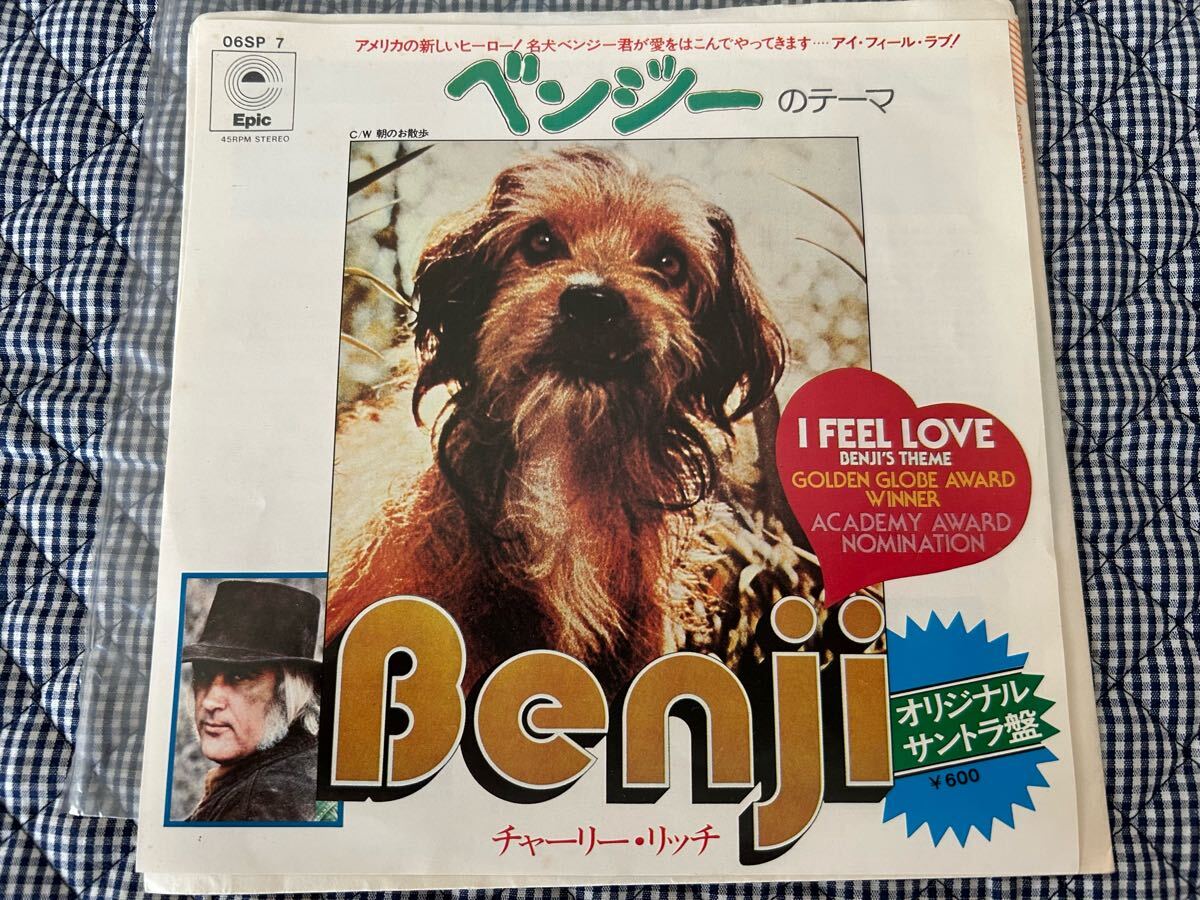 06SP 7
Epic
45RPM STEREO
アメリカの新しいヒーロー！名犬ベンジー君が愛をはこんでやってきます‥‥アイ・フィール・ラブ！
ベンジーのテーマ
C/W 朝のお散歩
I FEEL LOVE
BENJI'S THEME
GOLDEN GLOBE AWARD
WINNER
ACADEMY AWARD
NOMINATION
Benji
オリジナル
サントラ盤
¥600
チャーリー・リッチ